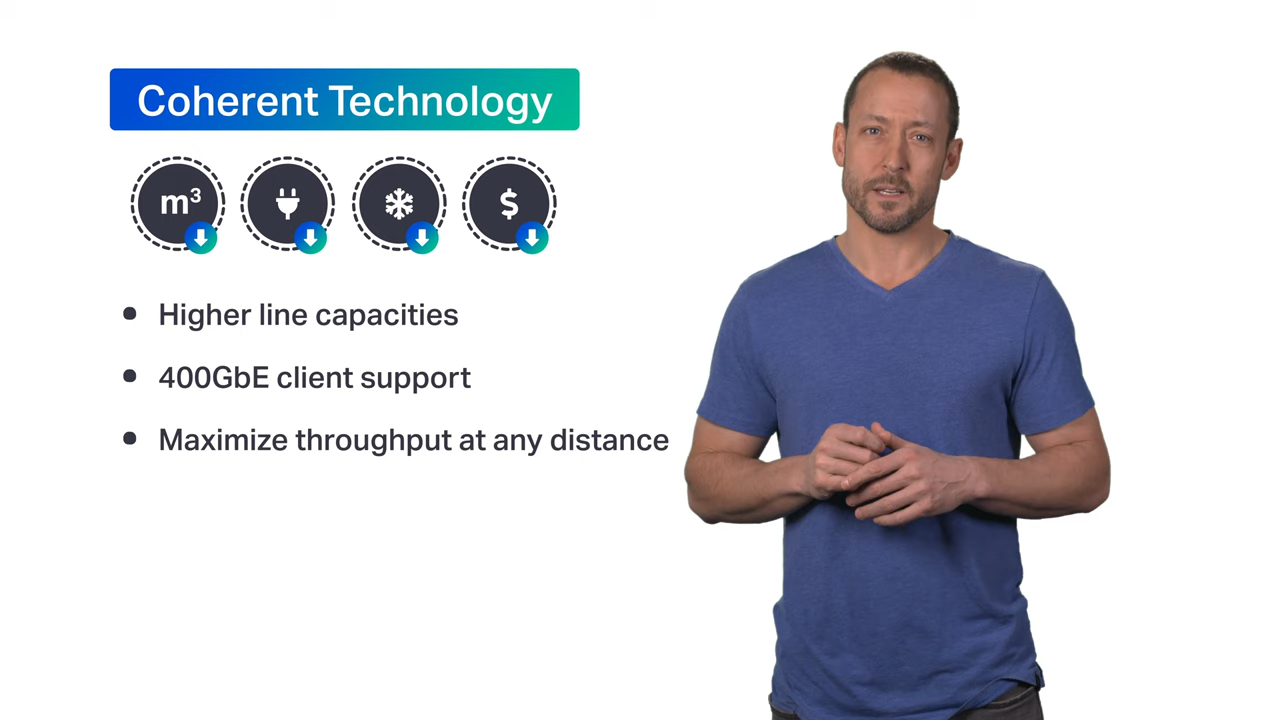 Coherent Technology
m³
$
Higher line capacities
400GbE client support
Maximize throughput at any distance